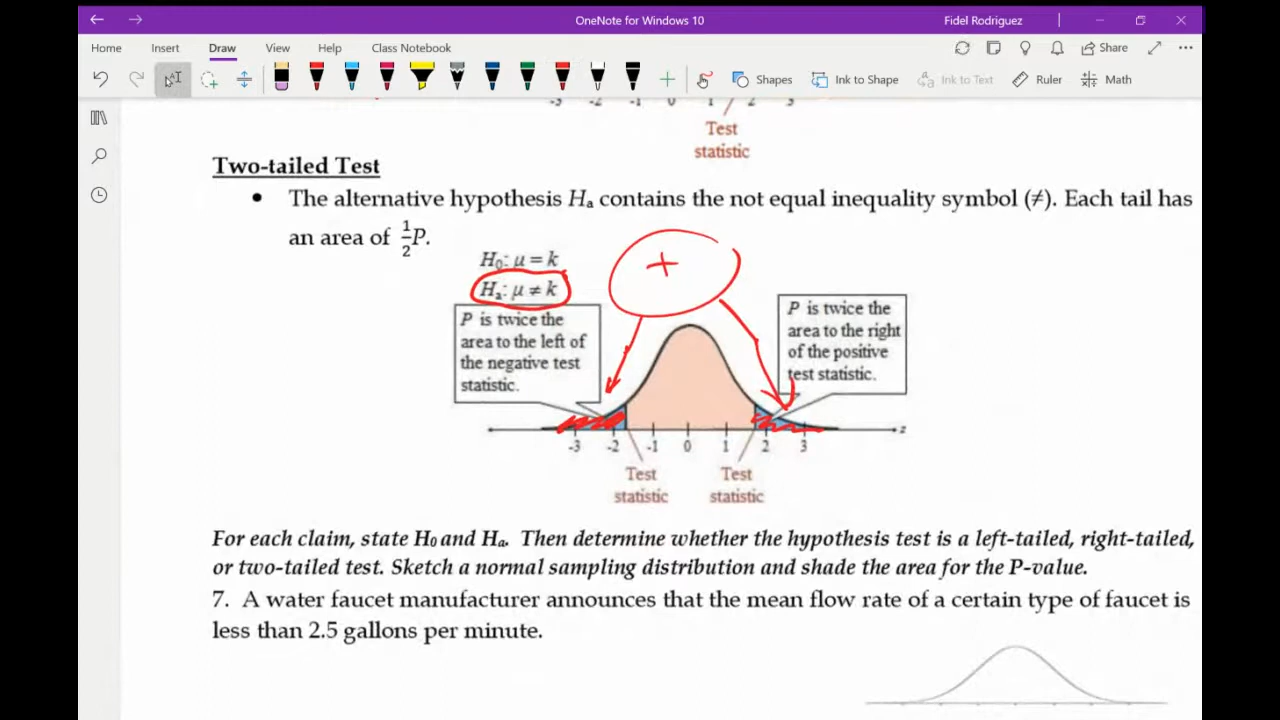 OneNote for Windows 10
Fidel Rodriguez
Home Insert Draw View Help Class Notebook
Share
Shapes Ink to Shape Ink to Text Ruler Math
-3 -2 -1 0 1 2 3
Test
statistic
Two-tailed Test
• The alternative hypothesis Hₐ contains the not equal inequality symbol (≠). Each tail has
an area of ½P.
H₀: μ = k
Hₐ: μ ≠ k
+
P is twice the
area to the left of
the negative test
statistic.
P is twice the
area to the right
of the positive
test statistic.
-3 -2 -1 0 1 2 3 z
Test
statistic
Test
statistic
For each claim, state H₀ and Hₐ. Then determine whether the hypothesis test is a left-tailed, right-tailed,
or two-tailed test. Sketch a normal sampling distribution and shade the area for the P-value.
7. A water faucet manufacturer announces that the mean flow rate of a certain type of faucet is
less than 2.5 gallons per minute.